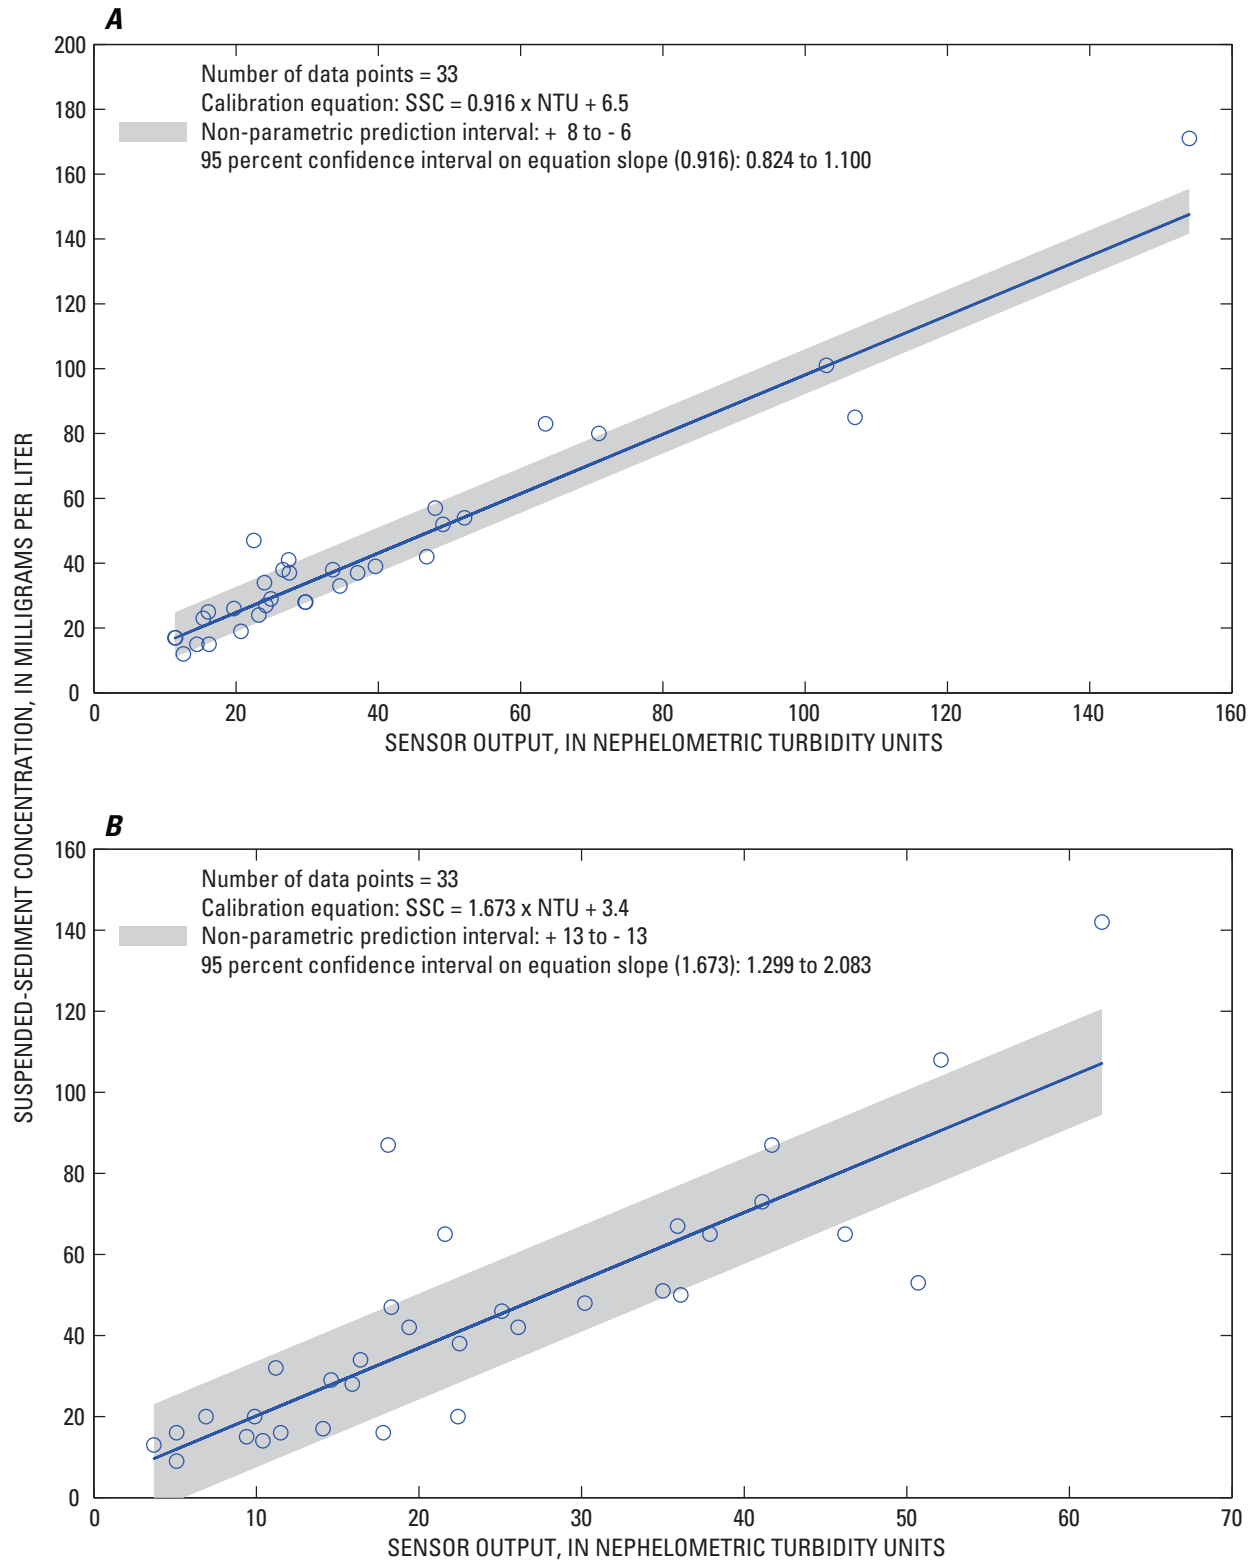 A
200
180
160
140
120
100
80
60
40
20
0
Number of data points = 33
Calibration equation: SSC = 0.916 x NTU + 6.5
Non-parametric prediction interval: + 8 to - 6
95 percent confidence interval on equation slope (0.916): 0.824 to 1.100
0 20 40 60 80 100 120 140 160
SENSOR OUTPUT, IN NEPHELOMETRIC TURBIDITY UNITS
SUSPENDED-SEDIMENT CONCENTRATION, IN MILLIGRAMS PER LITER
B
160
140
120
100
80
60
40
20
0
Number of data points = 33
Calibration equation: SSC = 1.673 x NTU + 3.4
Non-parametric prediction interval: + 13 to - 13
95 percent confidence interval on equation slope (1.673): 1.299 to 2.083
0 10 20 30 40 50 60 70
SENSOR OUTPUT, IN NEPHELOMETRIC TURBIDITY UNITS